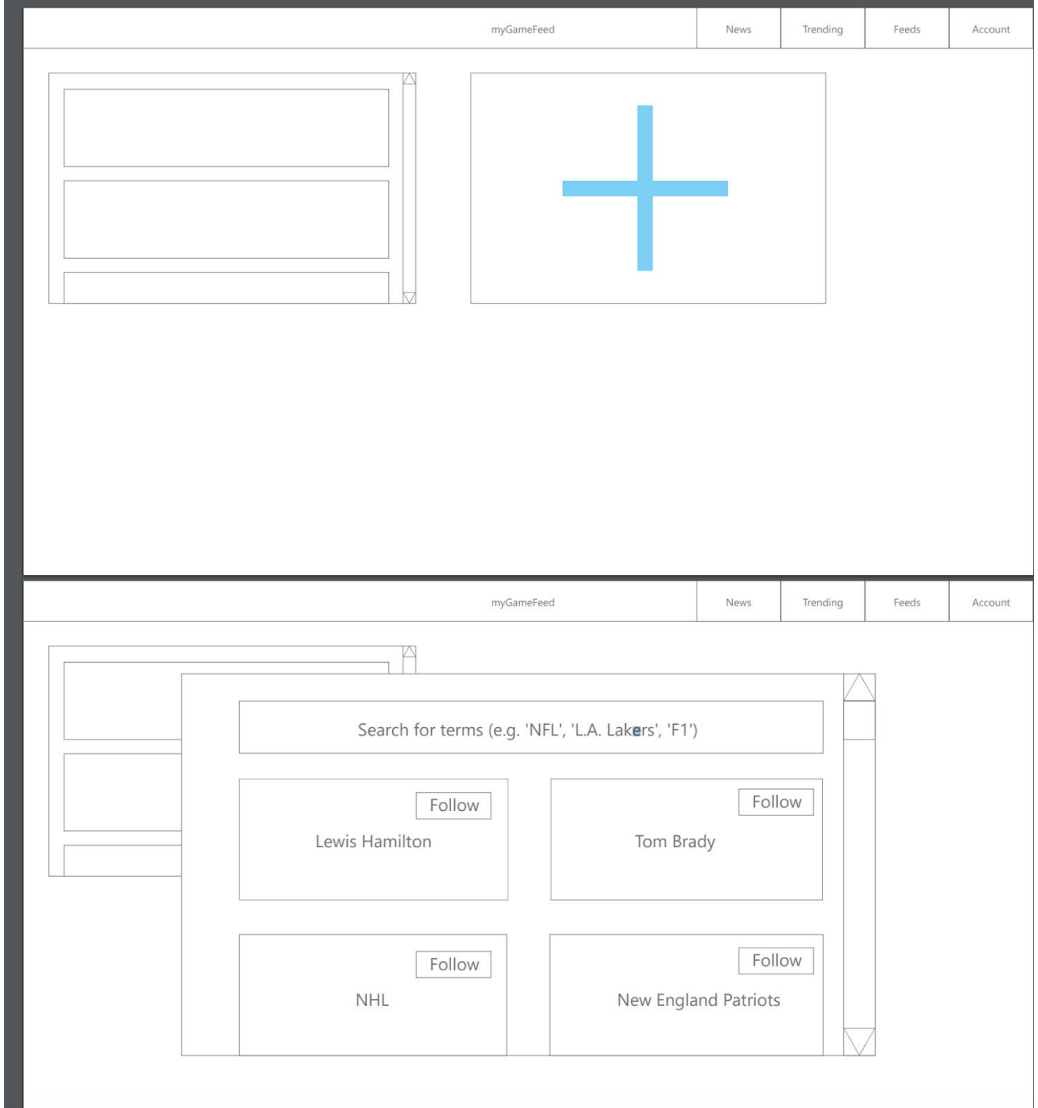 myGameFeed News Trending Feeds Account
myGameFeed News Trending Feeds Account
Search for terms (e.g. 'NFL', 'L.A. Lakers', 'F1')
Follow Follow
Lewis Hamilton Tom Brady
Follow Follow
NHL New England Patriots